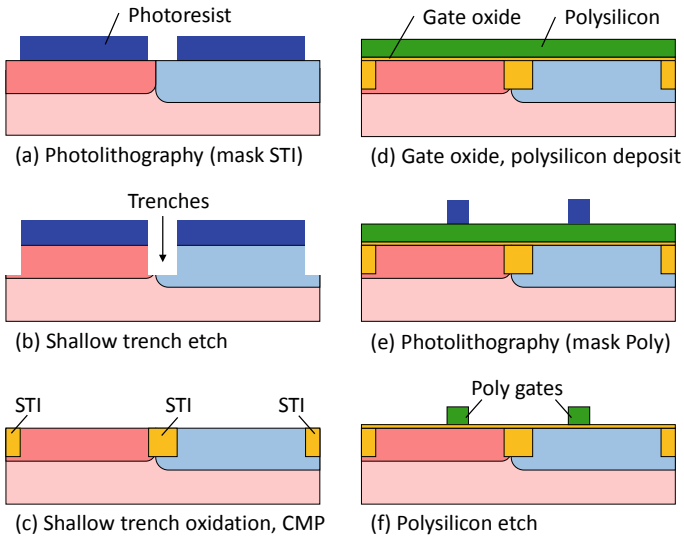 Photoresist
(a) Photolithography (mask STI)
Trenches
(b) Shallow trench etch
STI STI STI
(c) Shallow trench oxidation, CMP
Gate oxide Polysilicon
(d) Gate oxide, polysilicon deposit
(e) Photolithography (mask Poly)
Poly gates
(f) Polysilicon etch